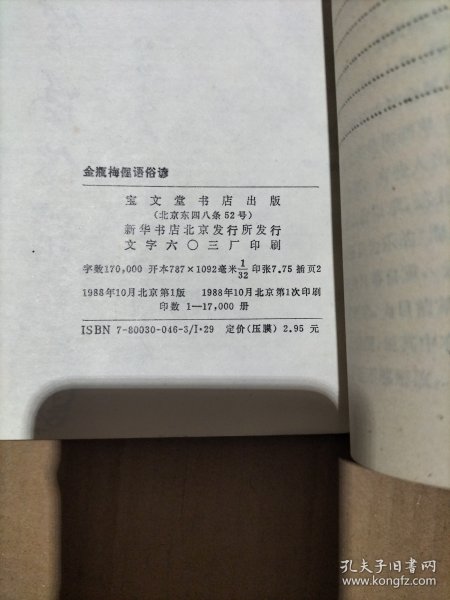 金瓶梅俚语俗谚
宝文堂书店出版
(北京东四八条52号)
新华书店北京发行所发行
文字六〇三厂印刷
字数170,000 开本787×1092毫米1/32 印张7.75 插页2
1988年10月北京第1版 1988年10月北京第1次印刷
印数 1—17,000 册
ISBN 7-80030-046-3/I·29 定价(压膜) 2.95 元
孔夫子旧书网
www.kongfz.com